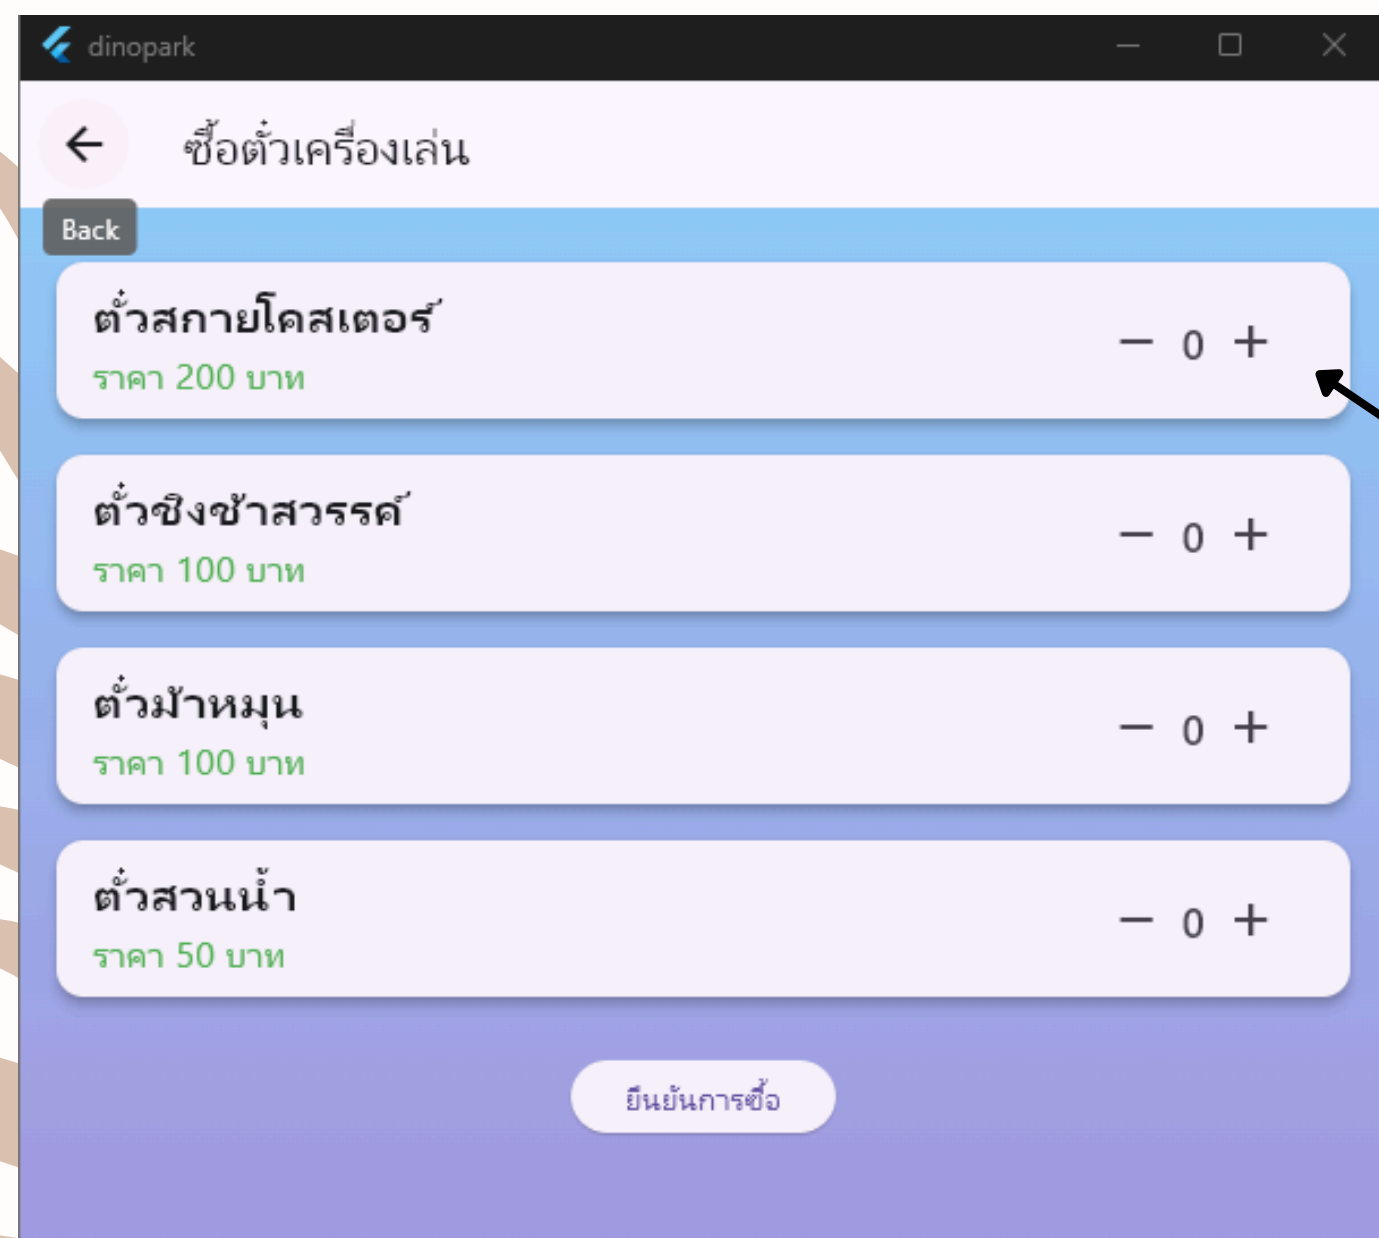 dinopark
ซื้อตั๋วเครื่องเล่น
Back
ตั๋วสกายโคสเตอร์
ราคา 200 บาท
− 0 +
ตั๋วชิงช้าสวรรค์
ราคา 100 บาท
− 0 +
ตั๋วม้าหมุน
ราคา 100 บาท
− 0 +
ตั๋วสวนน้ำ
ราคา 50 บาท
− 0 +
ยืนยันการซื้อ